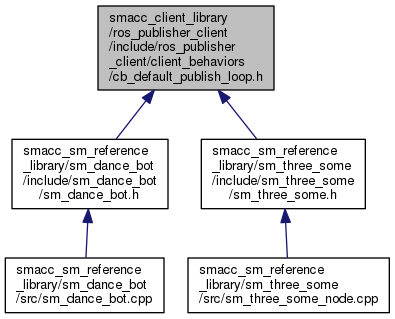 smacc_client_library
/ros_publisher_client
/include/ros_publisher
_client/client_behaviors
/cb_default_publish_loop.h
smacc_sm_reference
_library/sm_dance_bot
/include/sm_dance_bot
/sm_dance_bot.h
smacc_sm_reference
_library/sm_three_some
/include/sm_three_some
/sm_three_some.h
smacc_sm_reference
_library/sm_dance_bot
/src/sm_dance_bot.cpp
smacc_sm_reference
_library/sm_three_some
/src/sm_three_some_node.cpp